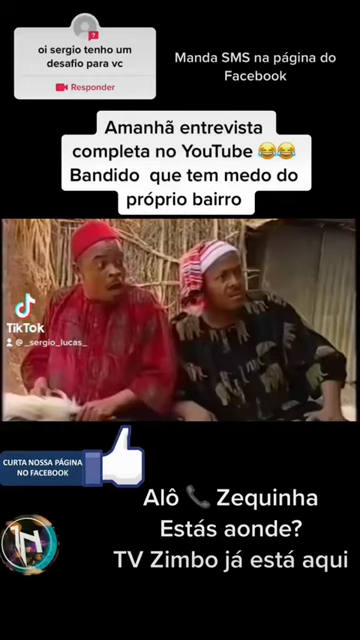 oi sergio tenho um
desafio para vc
Responder
Manda SMS na página do
Facebook
Amanhã entrevista
completa no YouTube 😂😂
Bandido que tem medo do
próprio bairro
TikTok
@_sergio_lucas_
CURTA NOSSA PÁGINA
NO FACEBOOK
Alô 📞 Zequinha
Estás aonde?
TV Zimbo já está aqui